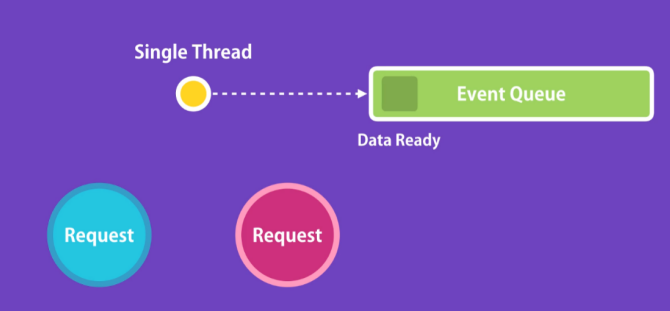 Single Thread
Event Queue
Data Ready
Request
Request